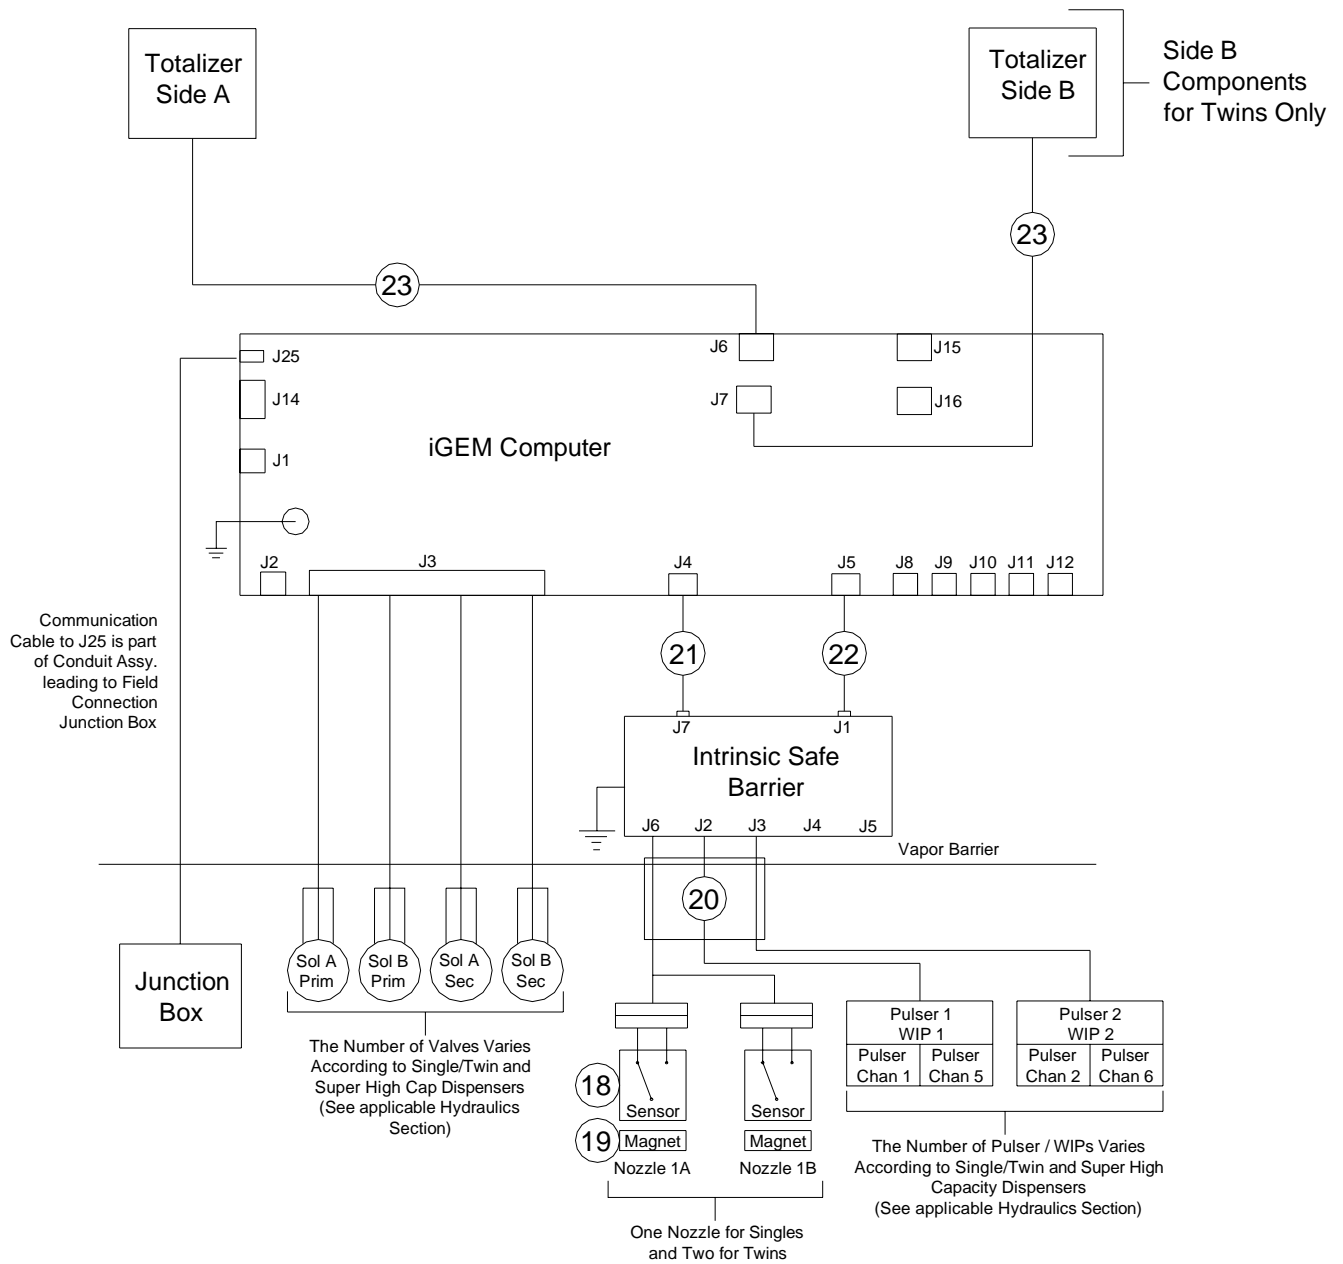 Totalizer
Side A
Totalizer
Side B
Side B
Components
for Twins Only
23
23
J25
J14
J1
J6
J7
J15
J16
iGEM Computer
J2
J3
J4
J5
J8
J9
J10
J11
J12
Communication
Cable to J25 is part
of Conduit Assy.
leading to Field
Connection
Junction Box
21
22
J7
J1
Intrinsic Safe
Barrier
J6
J2
J3
J4
J5
Vapor Barrier
20
Junction
Box
Sol A
Prim
Sol B
Prim
Sol A
Sec
Sol B
Sec
The Number of Valves Varies
According to Single/Twin and
Super High Cap Dispensers
(See applicable Hydraulics
Section)
18
Sensor
19
Magnet
Nozzle 1A
Sensor
Magnet
Nozzle 1B
One Nozzle for Singles
and Two for Twins
Pulser 1
WIP 1
Pulser
Chan 1
Pulser
Chan 5
Pulser 2
WIP 2
Pulser
Chan 2
Pulser
Chan 6
The Number of Pulser / WIPs Varies
According to Single/Twin and Super High
Capacity Dispensers
(See applicable Hydraulics Section)